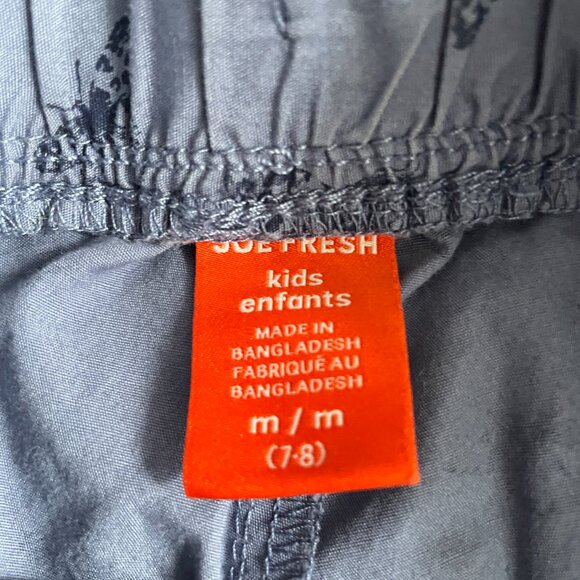 JOE FRESH
kids
enfants
MADE IN
BANGLADESH
FABRIQUÉ AU
BANGLADESH
m / m
(7-8)